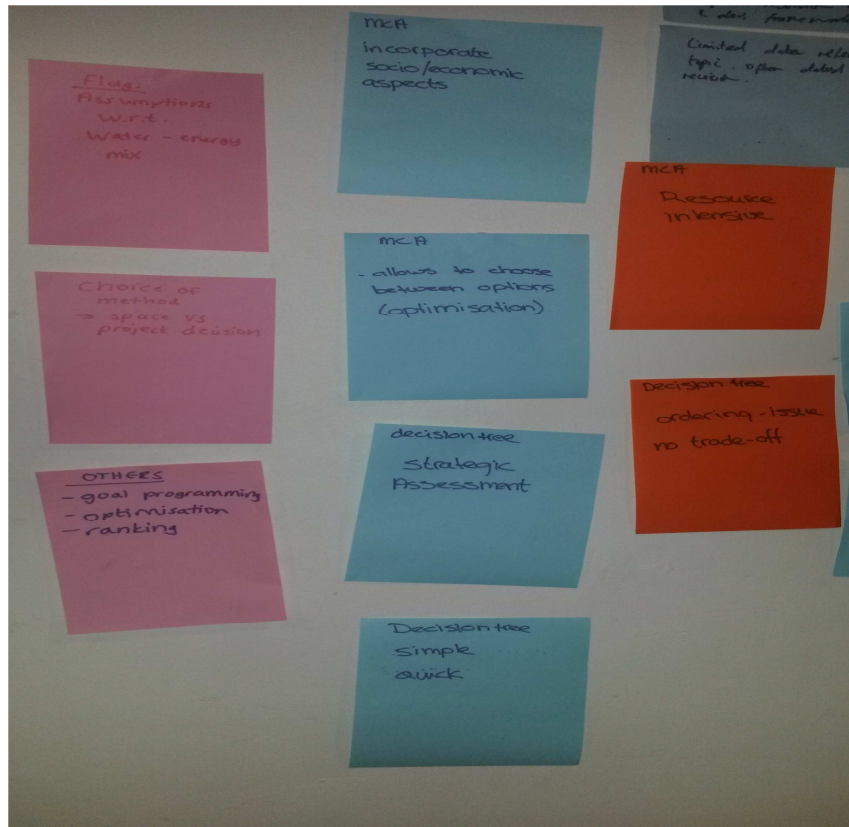 Flag:
Assumptions
w.r.t.
Water - energy
mix
Choice of
method
→ space vs
project decision
OTHERS
- goal programming
- optimisation
- ranking
MCA
incorporate
socio/economic
aspects
MCA
- allows to choose
between options
(optimisation)
decision tree
Strategic
Assessment
Decision tree
simple
quick
Limited data
topic. open
MCA
Resource
intensive
Decision tree
ordering - issue
no trade-off